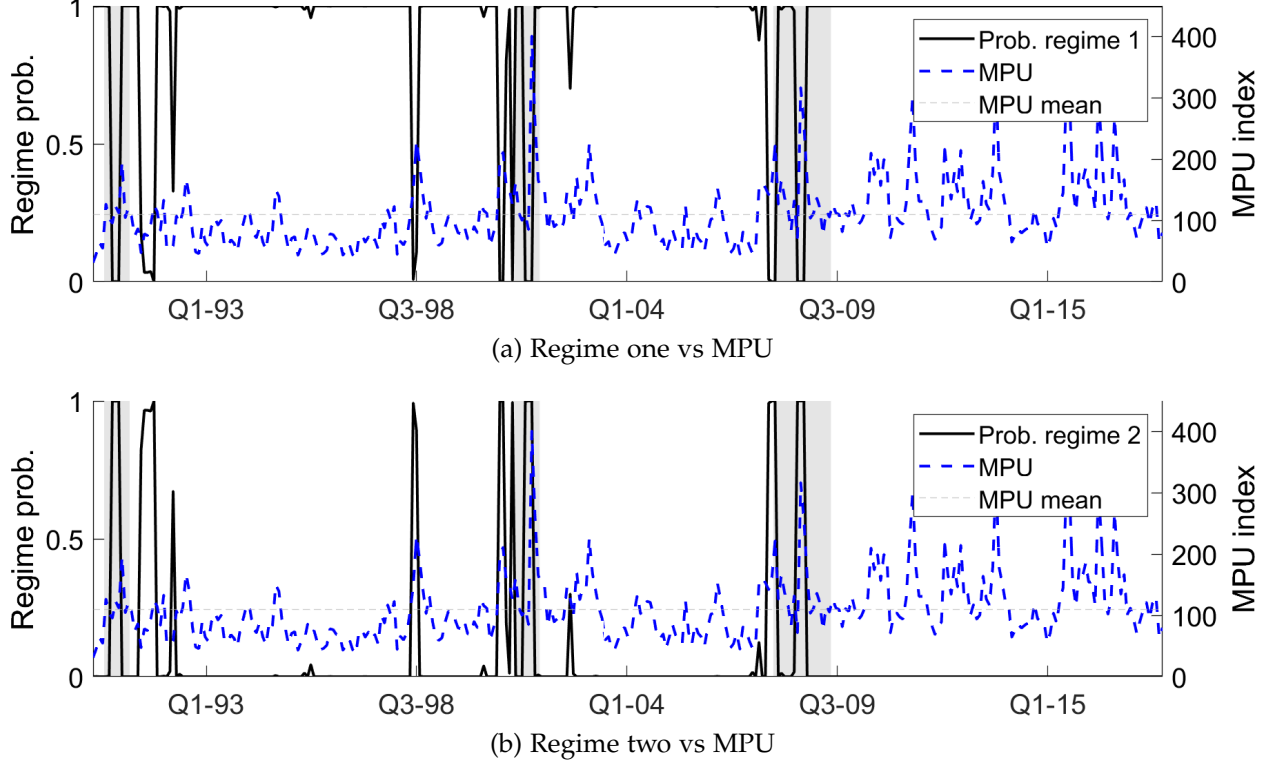 1
0.5
0
Regime prob.
400
300
200
100
0
MPU index
Prob. regime 1
MPU
MPU mean
Q1-93
Q3-98
Q1-04
Q3-09
Q1-15
(a) Regime one vs MPU
1
0.5
0
Regime prob.
400
300
200
100
0
MPU index
Prob. regime 2
MPU
MPU mean
Q1-93
Q3-98
Q1-04
Q3-09
Q1-15
(b) Regime two vs MPU